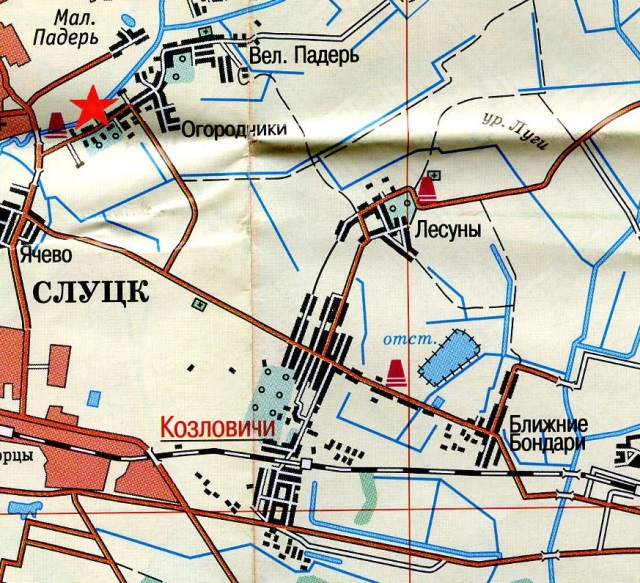 Мал.
Падерь
Вел. Падерь
Огородники
ур. Луги
Лесуны
Ячево
СЛУЦК
отст.
Козловичи
Ближние
Бондари
орцы